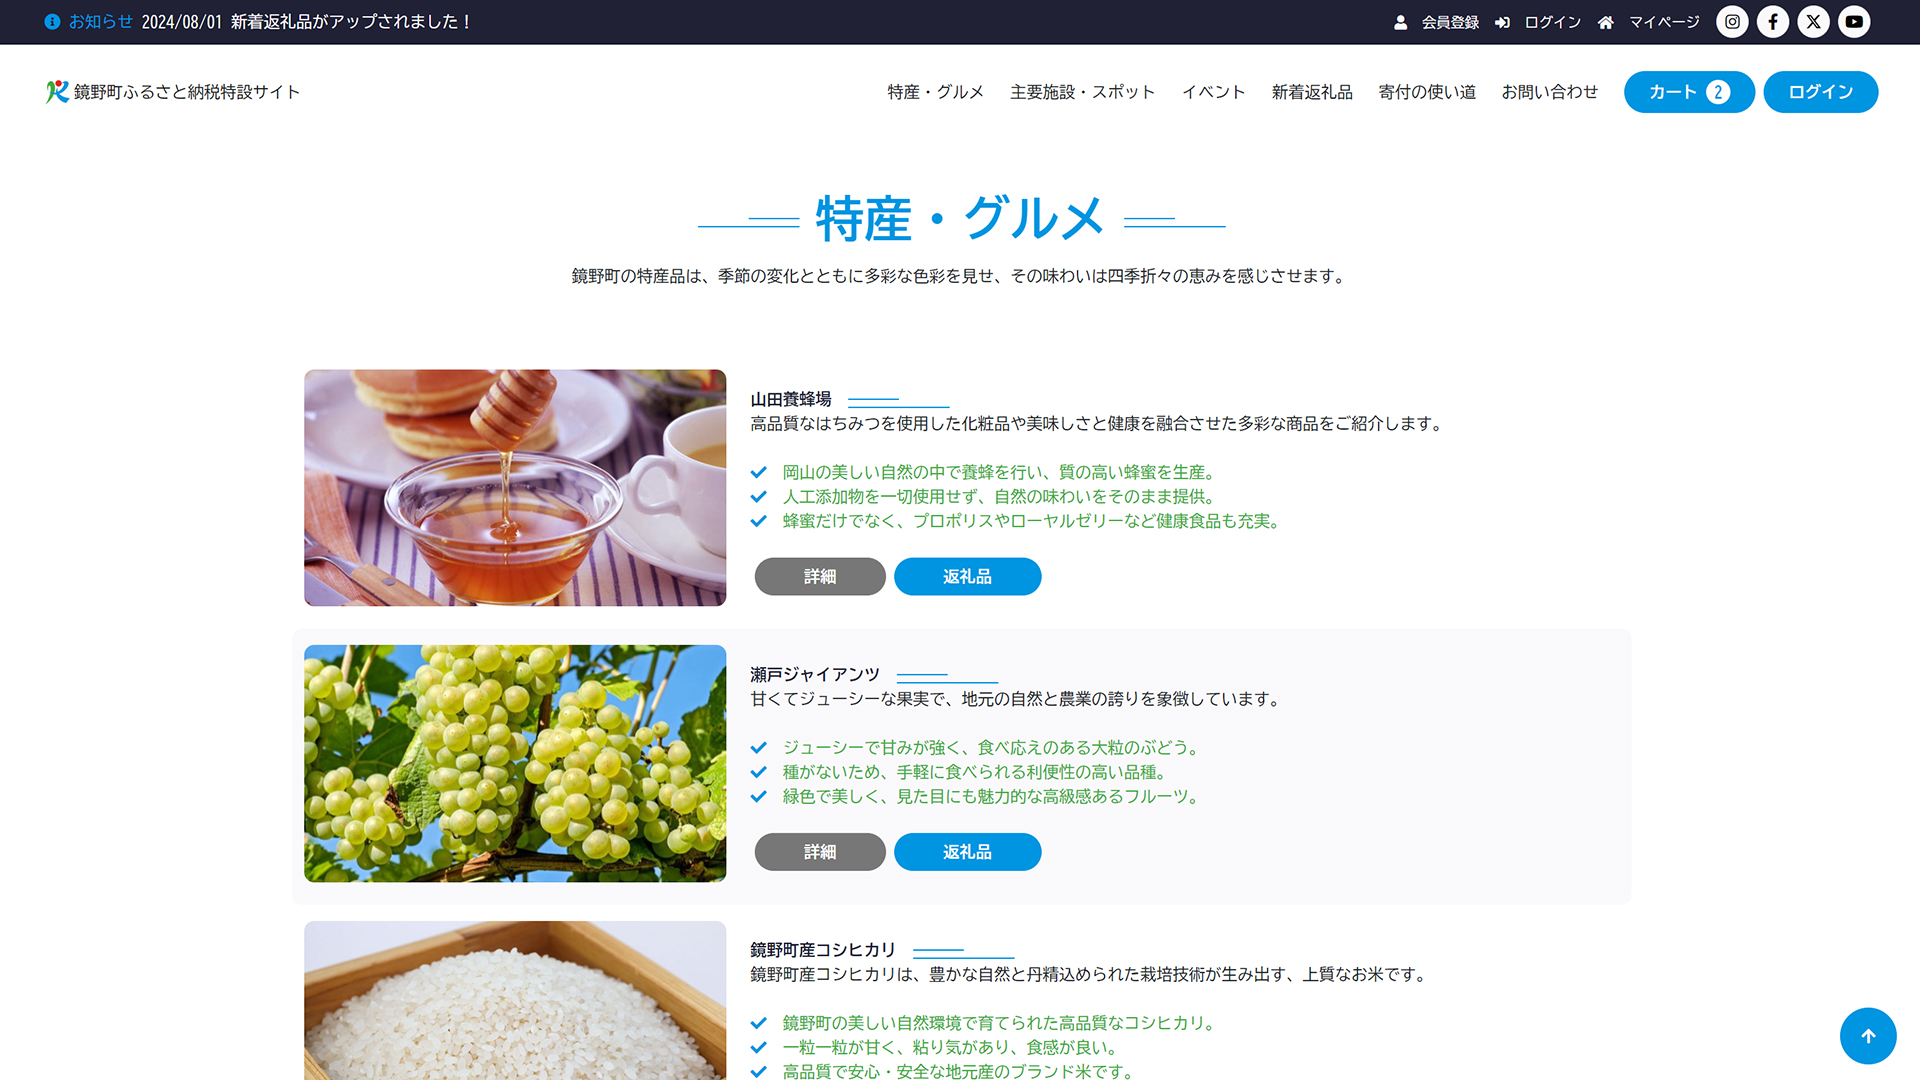 お知らせ 2024/08/01 新着返礼品がアップされました！
会員登録 ログイン マイページ
鏡野町ふるさと納税特設サイト
特産・グルメ 主要施設・スポット イベント 新着返礼品 寄付の使い道 お問い合わせ カート 2 ログイン
特産・グルメ
鏡野町の特産品は、季節の変化とともに多彩な色彩を見せ、その味わいは四季折々の恵みを感じさせます。
山田養蜂場
高品質なはちみつを使用した化粧品や美味しさと健康を融合させた多彩な商品をご紹介します。
岡山の美しい自然の中で養蜂を行い、質の高い蜂蜜を生産。
人工添加物を一切使用せず、自然の味わいをそのまま提供。
蜂蜜だけでなく、プロポリスやローヤルゼリーなど健康食品も充実。
詳細 返礼品
瀬戸ジャイアンツ
甘くてジューシーな果実で、地元の自然と農業の誇りを象徴しています。
ジューシーで甘みが強く、食べ応えのある大粒のぶどう。
種がないため、手軽に食べられる利便性の高い品種。
緑色で美しく、見た目にも魅力的な高級感あるフルーツ。
詳細 返礼品
鏡野町産コシヒカリ
鏡野町産コシヒカリは、豊かな自然と丹精込められた栽培技術が生み出す、上質なお米です。
鏡野町の美しい自然環境で育てられた高品質なコシヒカリ。
一粒一粒が甘く、粘り気があり、食感が良い。
高品質で安心・安全な地元産のブランド米です。